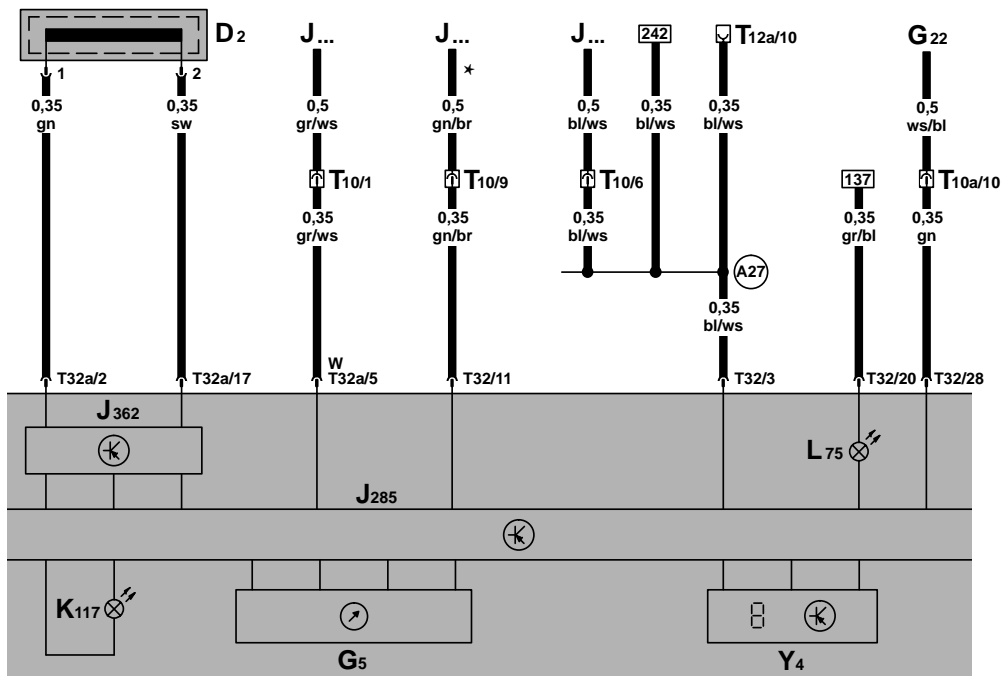 D2 J... J... J... 242 T12a/10 G22
1 2 *
0,35 0,35 0,5 0,5 0,5 0,35 0,35 0,5
gn sw gr/ws gn/br bl/ws bl/ws bl/ws ws/bl
T10/1 T10/9 T10/6 137 T10a/10
0,35 0,35 0,35 0,35 0,35
gr/ws gn/br bl/ws gr/bl gn
A27
0,35
bl/ws
W
T32a/2 T32a/17 T32a/5 T32/11 T32/3 T32/20 T32/28
J362
L75
J285
K117
G5 Y4